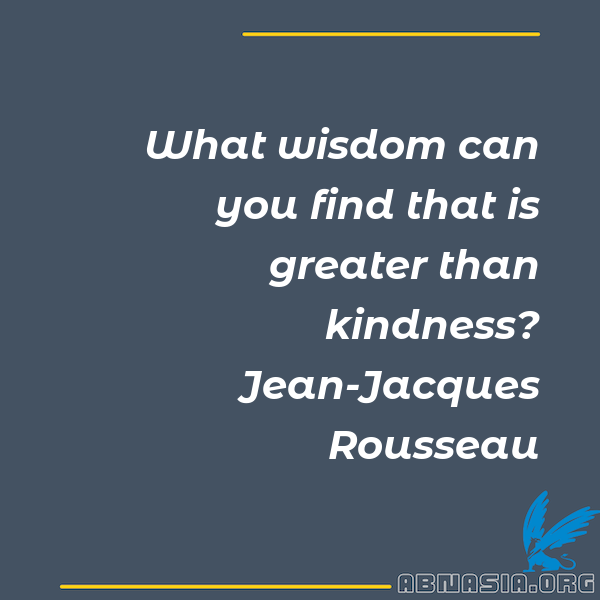 What wisdom can
you find that is
greater than
kindness?
Jean-Jacques
Rousseau
ABNASIA.ORG